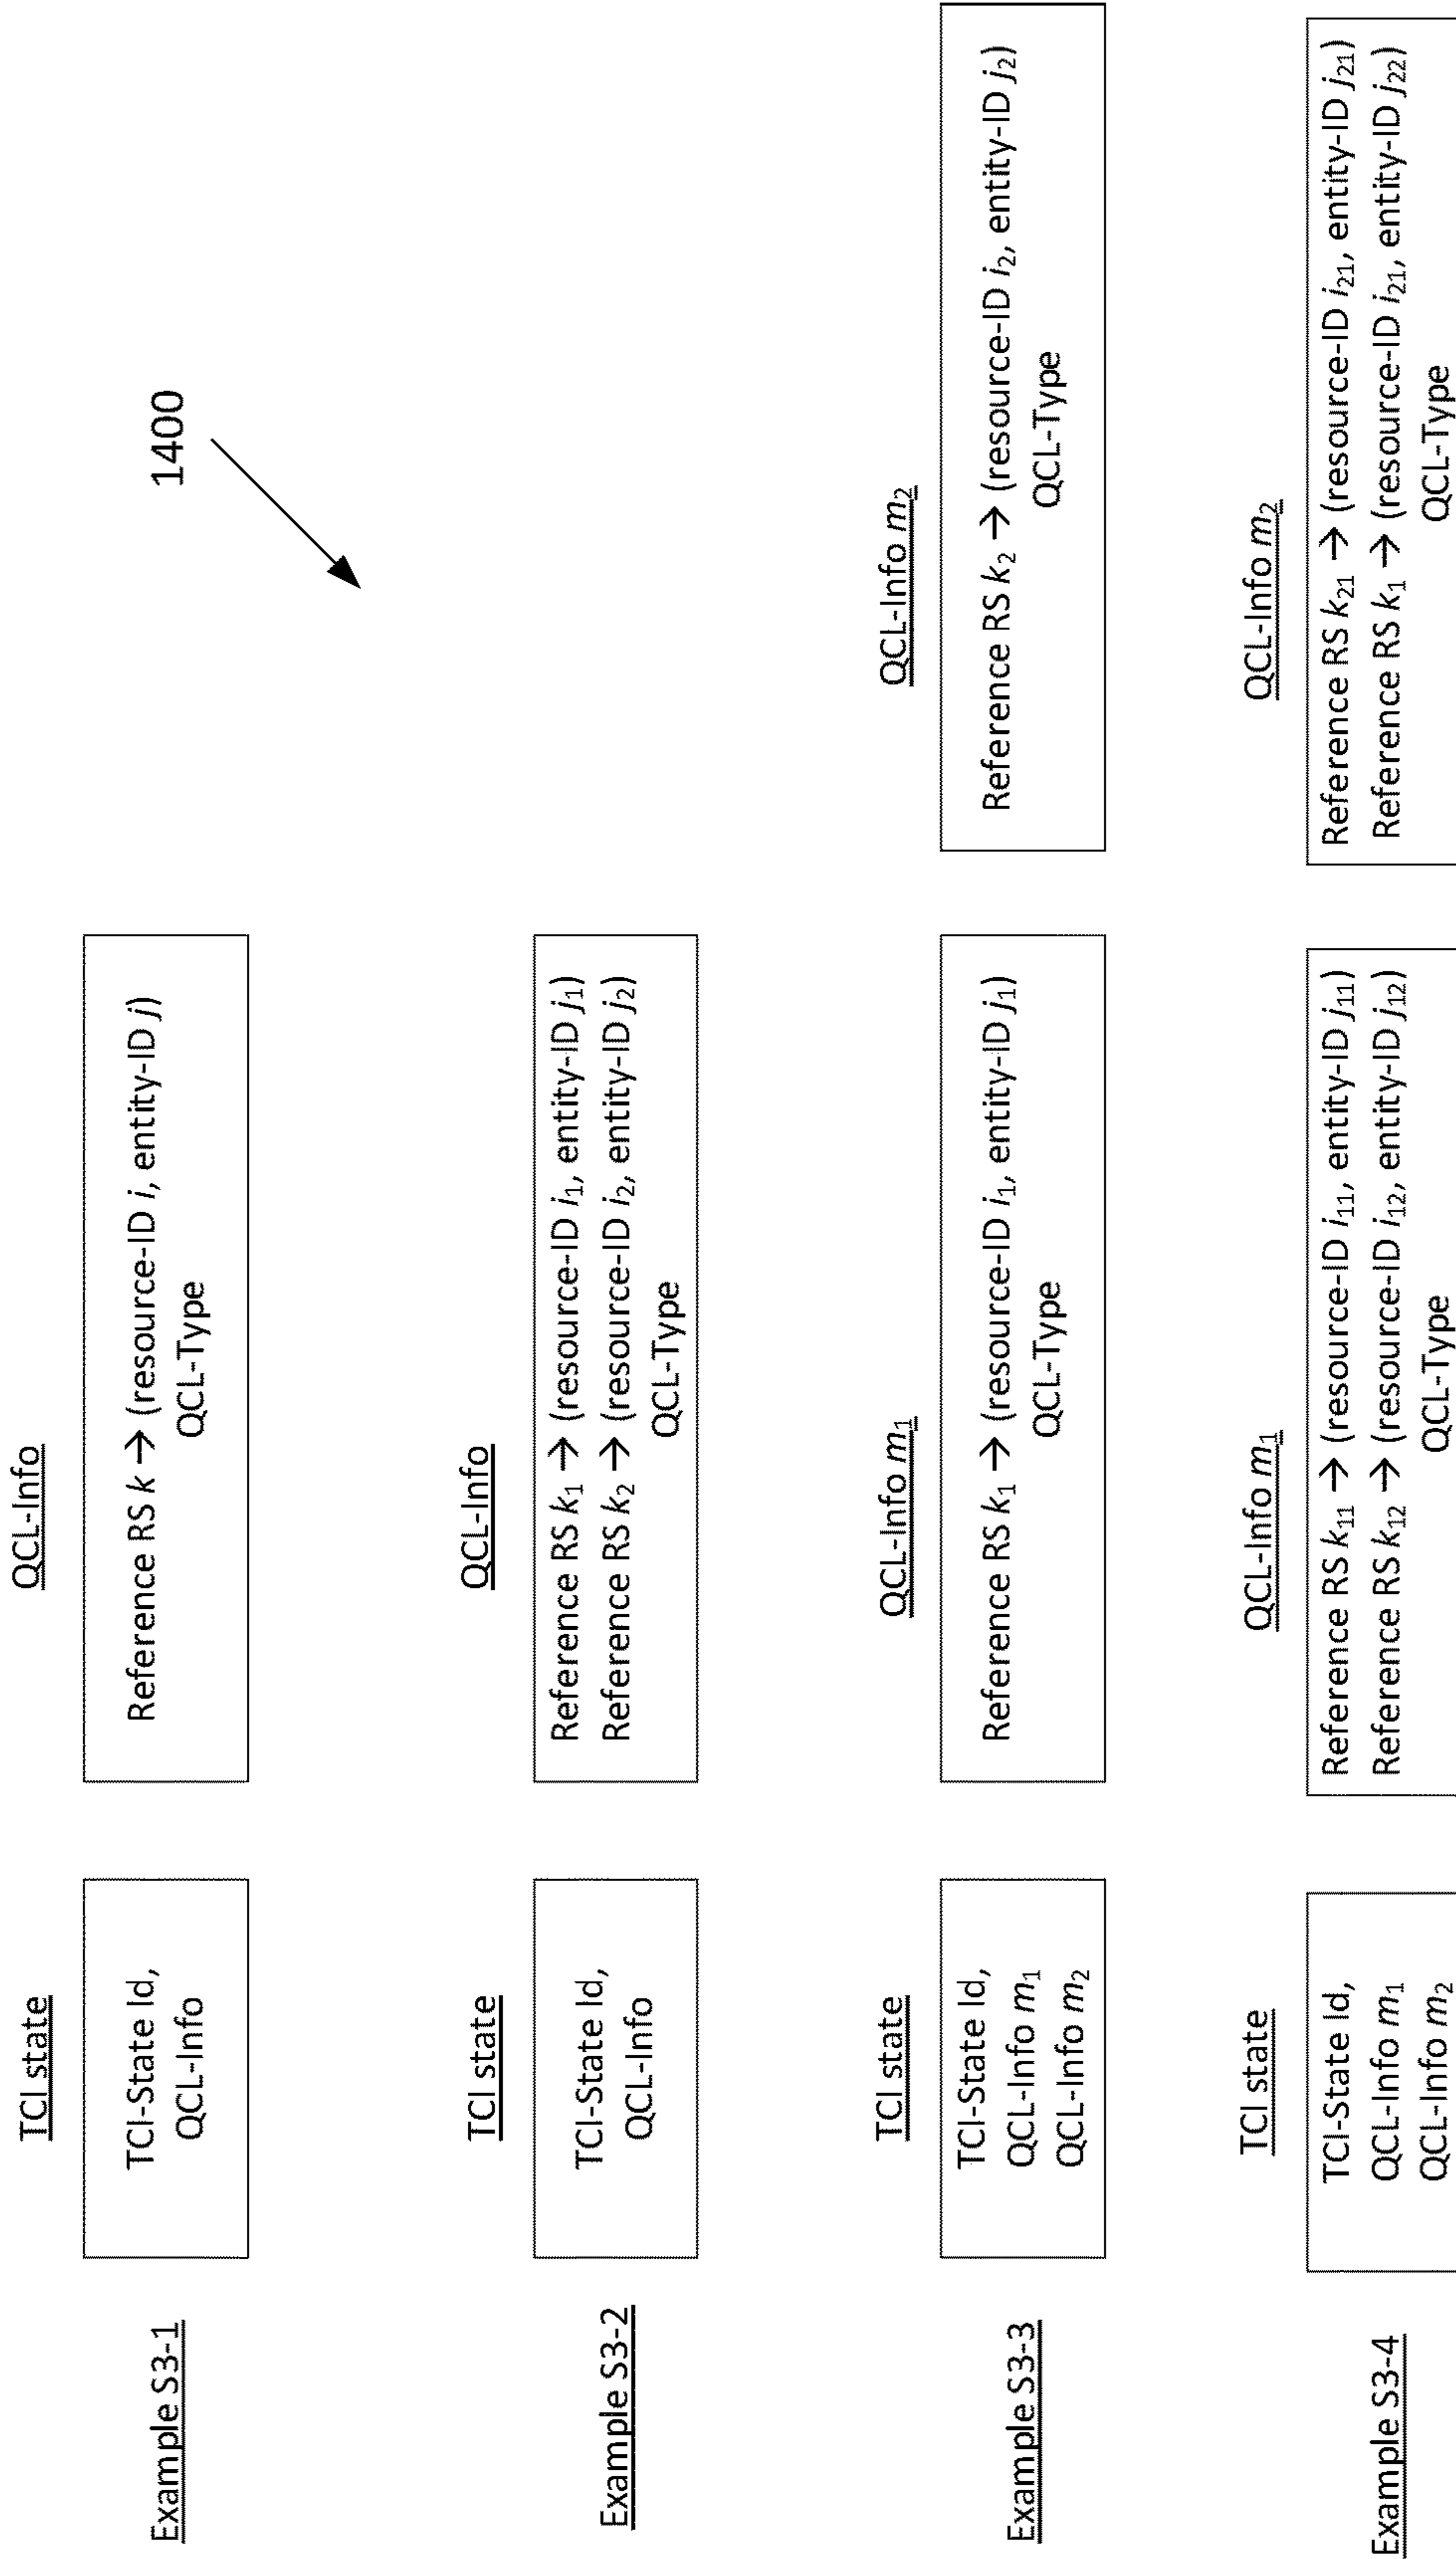 1400
Example S3-1
TCI state
TCI-State Id,
QCL-Info
QCL-Info
Reference RS k → (resource-ID i, entity-ID j)
QCL-Type
Example S3-2
TCI state
TCI-State Id,
QCL-Info
QCL-Info
Reference RS k₁ → (resource-ID i₁, entity-ID j₁)
Reference RS k₂ → (resource-ID i₂, entity-ID j₂)
QCL-Type
Example S3-3
TCI state
TCI-State Id,
QCL-Info m₁
QCL-Info m₂
QCL-Info m₁
Reference RS k₁ → (resource-ID i₁, entity-ID j₁)
QCL-Type
QCL-Info m₂
Reference RS k₂ → (resource-ID i₂, entity-ID j₂)
QCL-Type
Example S3-4
TCI state
TCI-State Id,
QCL-Info m₁
QCL-Info m₂
QCL-Info m₁
Reference RS k₁₁ → (resource-ID i₁₁, entity-ID j₁₁)
Reference RS k₁₂ → (resource-ID i₁₂, entity-ID j₁₂)
QCL-Type
QCL-Info m₂
Reference RS k₂₁ → (resource-ID i₂₁, entity-ID j₂₁)
Reference RS k₁ → (resource-ID i₂₁, entity-ID j₂₂)
QCL-Type